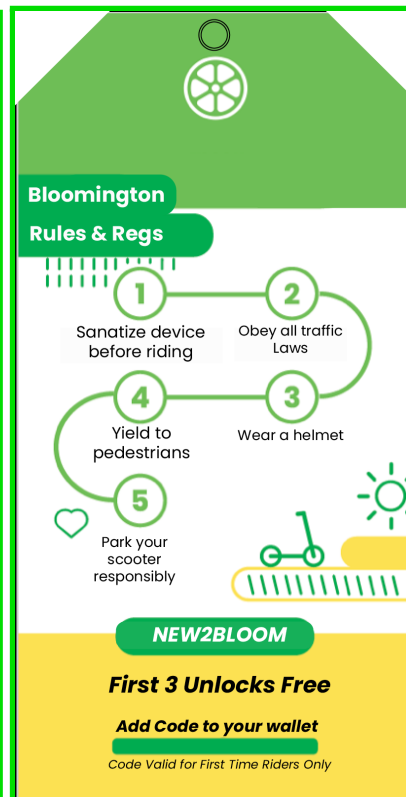 Bloomington
Rules & Regs
1
Sanatize device
before riding
2
Obey all traffic
Laws
3
Wear a helmet
4
Yield to
pedestrians
5
Park your
scooter
responsibly
NEW2BLOOM
First 3 Unlocks Free
Add Code to your wallet
Code Valid for First Time Riders Only